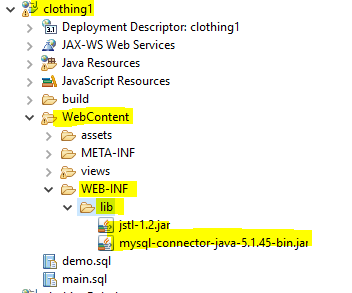 clothing1
Deployment Descriptor: clothing1
JAX-WS Web Services
Java Resources
JavaScript Resources
build
WebContent
assets
META-INF
views
WEB-INF
lib
jstl-1.2.jar
mysql-connector-java-5.1.45-bin.jar
demo.sql
main.sql